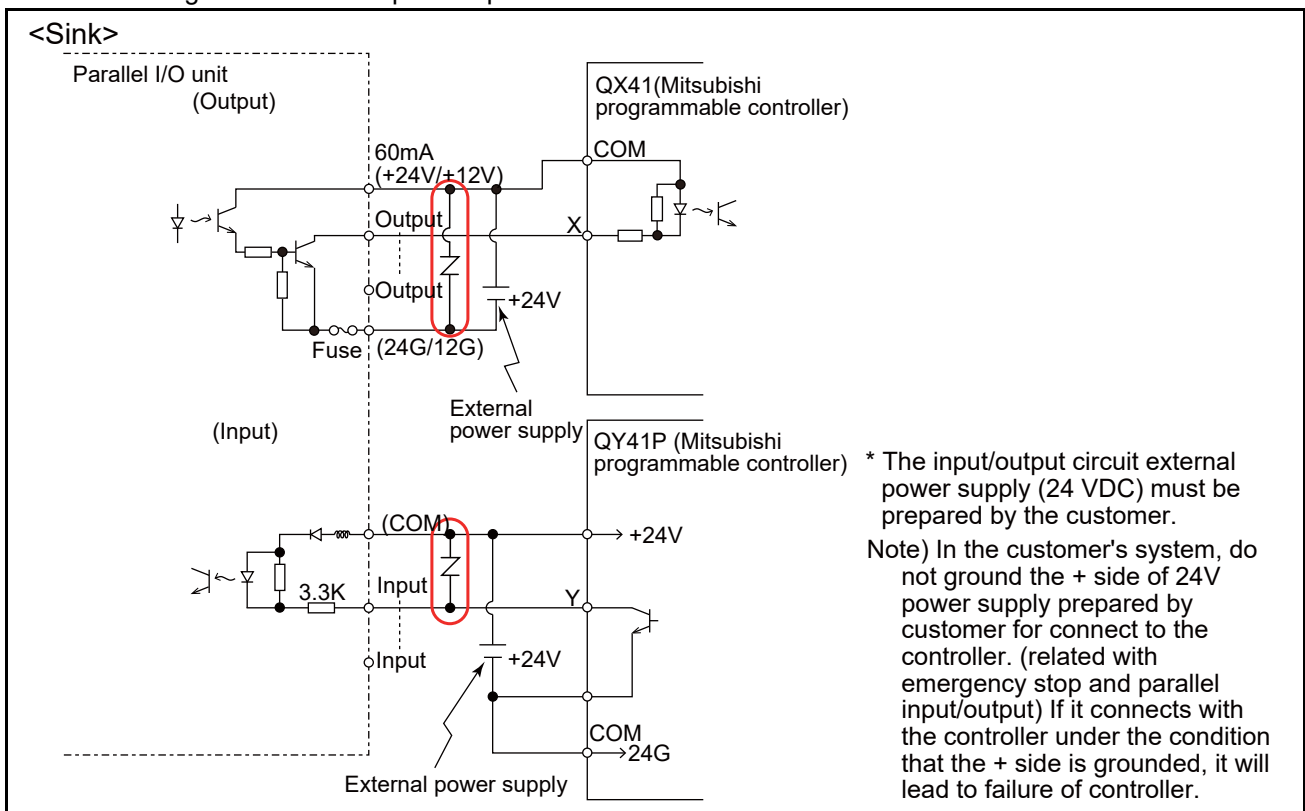 <Sink>
Parallel I/O unit
(Output)
QX41(Mitsubishi
programmable controller)
60mA
(+24V/+12V)
COM
Output
X
Output
+24V
Fuse
(24G/12G)
External
power supply
(Input)
QY41P (Mitsubishi
programmable controller)
(COM)
+24V
3.3K
Input
Y
Input
+24V
COM
24G
External power supply
* The input/output circuit external
power supply (24 VDC) must be
prepared by the customer.
Note) In the customer's system, do
not ground the + side of 24V
power supply prepared by
customer for connect to the
controller. (related with
emergency stop and parallel
input/output) If it connects with
the controller under the condition
that the + side is grounded, it will
lead to failure of controller.